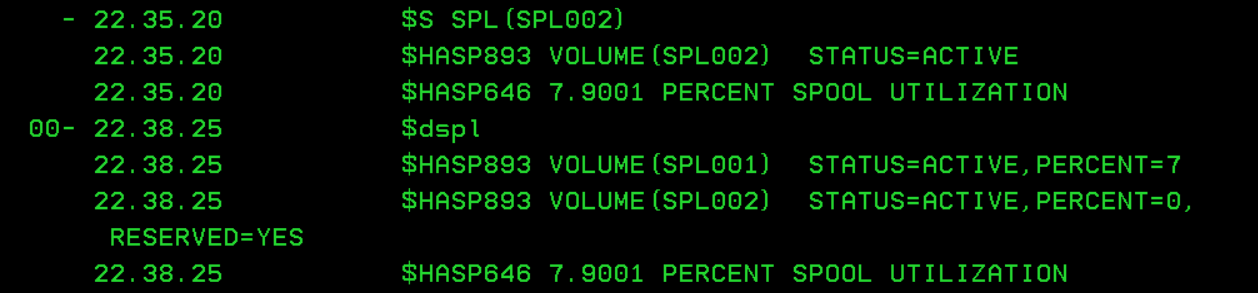 - 22.35.20 $S SPL(SPL002)
22.35.20 $HASP893 VOLUME(SPL002) STATUS=ACTIVE
22.35.20 $HASP646 7.9001 PERCENT SPOOL UTILIZATION
00- 22.38.25 $dspl
22.38.25 $HASP893 VOLUME(SPL001) STATUS=ACTIVE,PERCENT=7
22.38.25 $HASP893 VOLUME(SPL002) STATUS=ACTIVE,PERCENT=0,
RESERVED=YES
22.38.25 $HASP646 7.9001 PERCENT SPOOL UTILIZATION